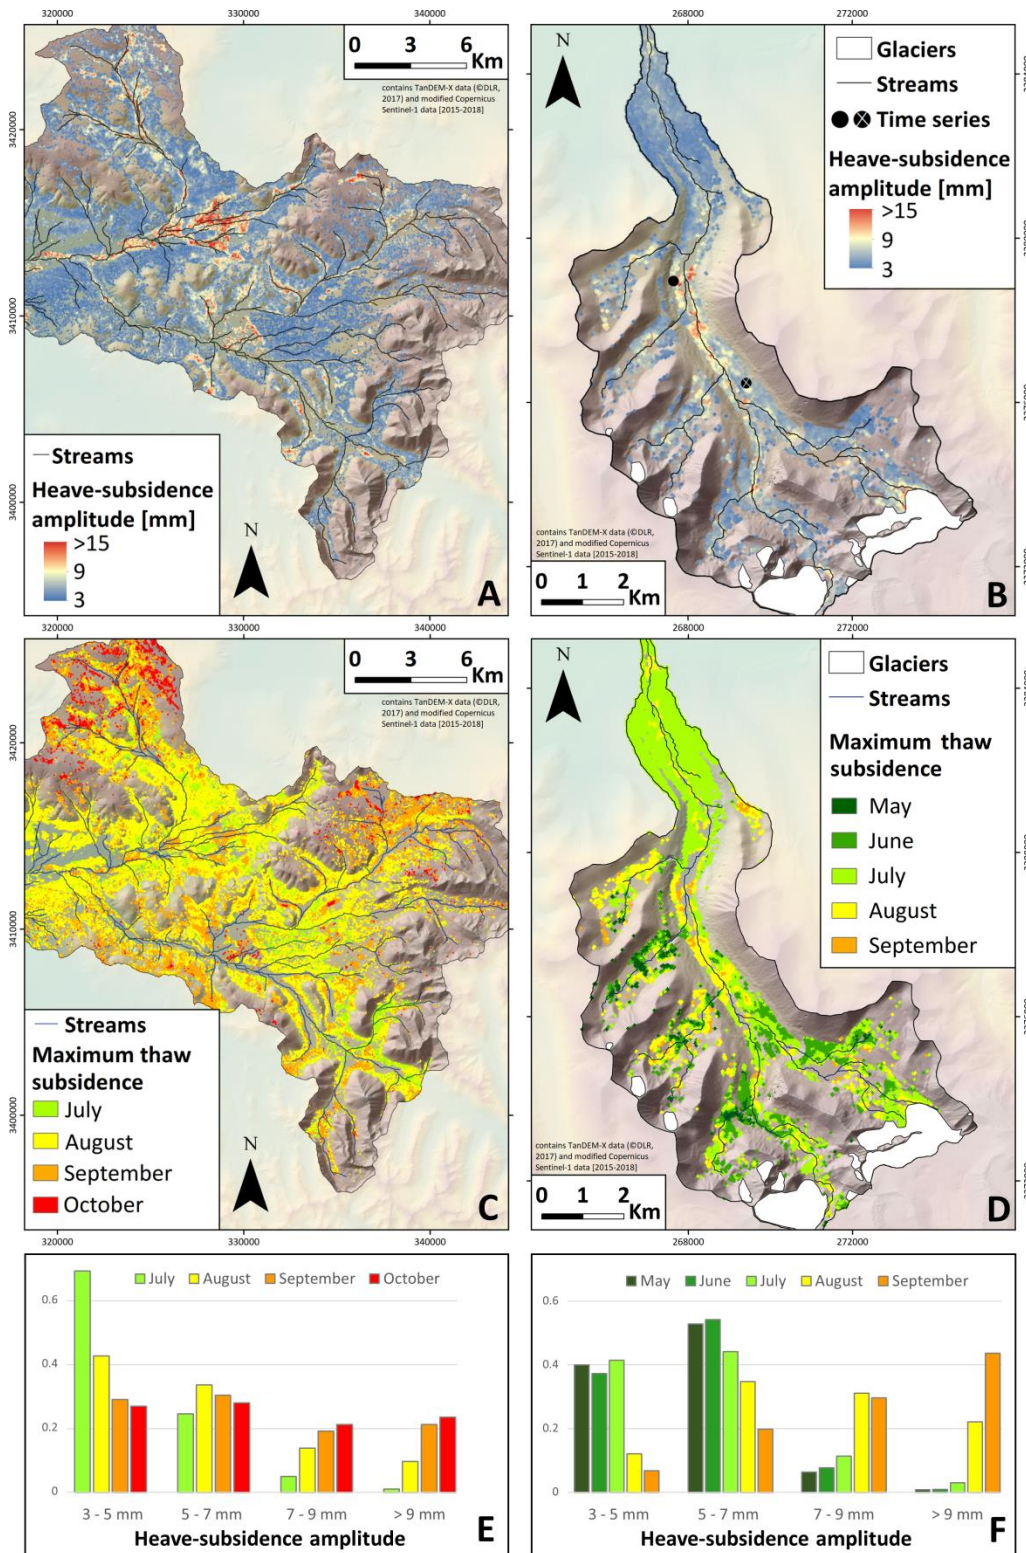 320000 330000 340000
268000 272000
0 3 6
Km
contains TanDEM-X data (©DLR,
2017) and modified Copernicus
Sentinel-1 data [2015-2018]
3420000
3410000
3400000
Streams
Heave-subsidence
amplitude [mm]
>15
9
3
N
A
N
Glaciers
Streams
Time series
Heave-subsidence
amplitude [mm]
>15
9
3
contains TanDEM-X data (©DLR,
2017) and modified Copernicus
Sentinel-1 data [2015-2018]
0 1 2
Km
B
320000 330000 340000
268000 272000
0 3 6
Km
contains TanDEM-X data (©DLR,
2017) and modified Copernicus
Sentinel-1 data [2015-2018]
3420000
3410000
3400000
Streams
Maximum thaw
subsidence
July
August
September
October
N
C
320000 330000 340000
N
Glaciers
Streams
Maximum thaw
subsidence
May
June
July
August
September
contains TanDEM-X data (©DLR,
2017) and modified Copernicus
Sentinel-1 data [2015-2018]
0 1 2
Km
D
268000 272000
July August September October
0.6
0.4
0.2
0
3 - 5 mm 5 - 7 mm 7 - 9 mm > 9 mm
Heave-subsidence amplitude
E
May June July August September
0.6
0.4
0.2
0
3 - 5 mm 5 - 7 mm 7 - 9 mm > 9 mm
Heave-subsidence amplitude
F